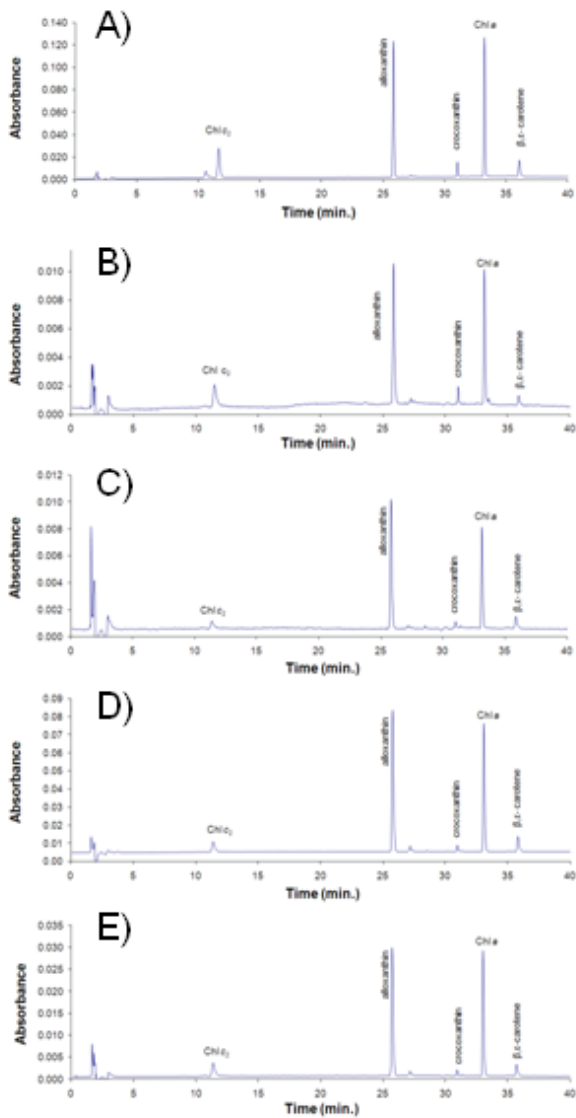 A)
Absorbance
0.140
0.120
0.100
0.080
0.060
0.040
0.020
0.000
Chl c₂
alloxanthin
crocoxanthin
Chl a
β,ε- carotene
0 5 10 15 20 25 30 35 40
Time (min.)
B)
Absorbance
0.010
0.008
0.006
0.004
0.002
0.000
Chl c₂
alloxanthin
crocoxanthin
Chl a
β,ε- carotene
0 5 10 15 20 25 30 35 40
Time (min.)
C)
Absorbance
0.012
0.010
0.008
0.006
0.004
0.002
0.000
Chl c₂
alloxanthin
crocoxanthin
Chl a
β,ε- carotene
0 5 10 15 20 25 30 35 40
Time (min.)
D)
Absorbance
0.09
0.08
0.07
0.06
0.05
0.04
0.03
0.02
0.01
0.00
Chl c₂
alloxanthin
crocoxanthin
Chl a
β,ε- carotene
0 5 10 15 20 25 30 35 40
Time (min.)
E)
Absorbance
0.035
0.030
0.025
0.020
0.015
0.010
0.005
0.000
Chl c₂
alloxanthin
crocoxanthin
Chl a
β,ε- carotene
0 5 10 15 20 25 30 35 40
Time (min.)